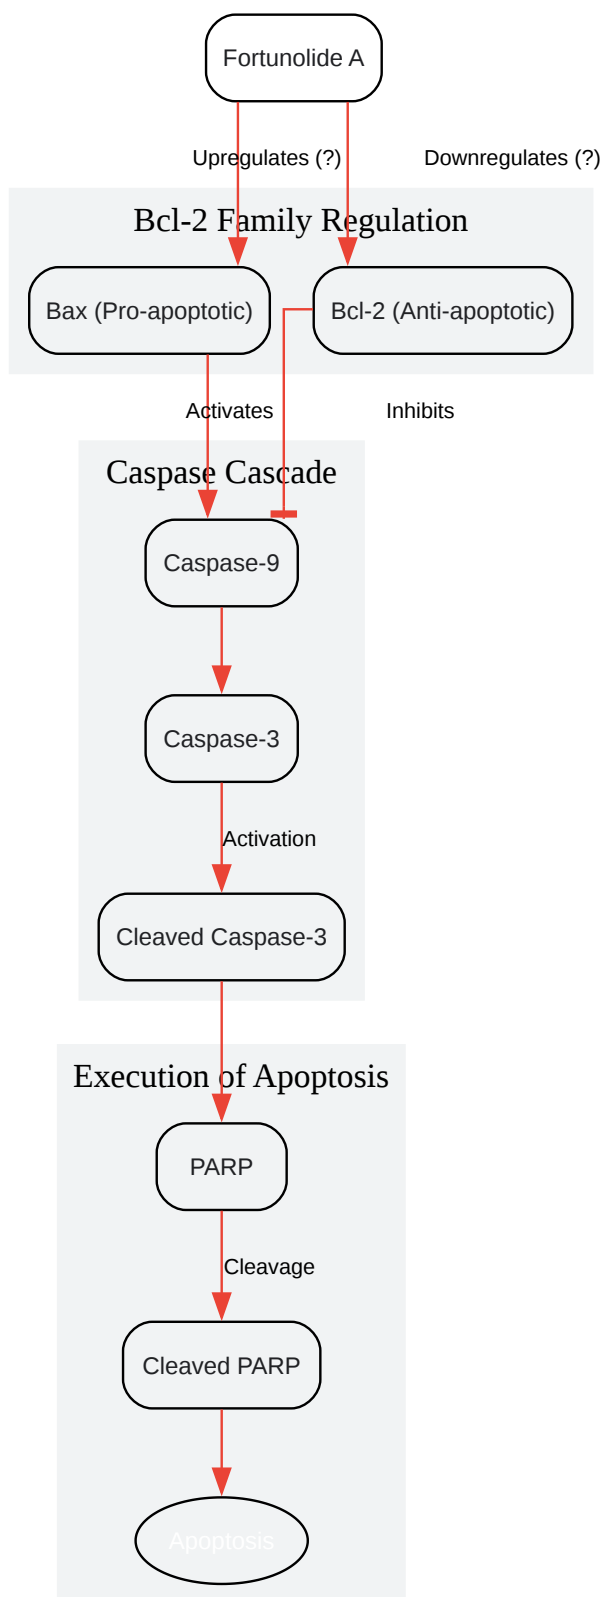 Fortunolide A
Upregulates (?)
Downregulates (?)
Bcl-2 Family Regulation
Bax (Pro-apoptotic)
Bcl-2 (Anti-apoptotic)
Activates
Inhibits
Caspase Cascade
Caspase-9
Caspase-3
Activation
Cleaved Caspase-3
Execution of Apoptosis
PARP
Cleavage
Cleaved PARP
Apoptosis